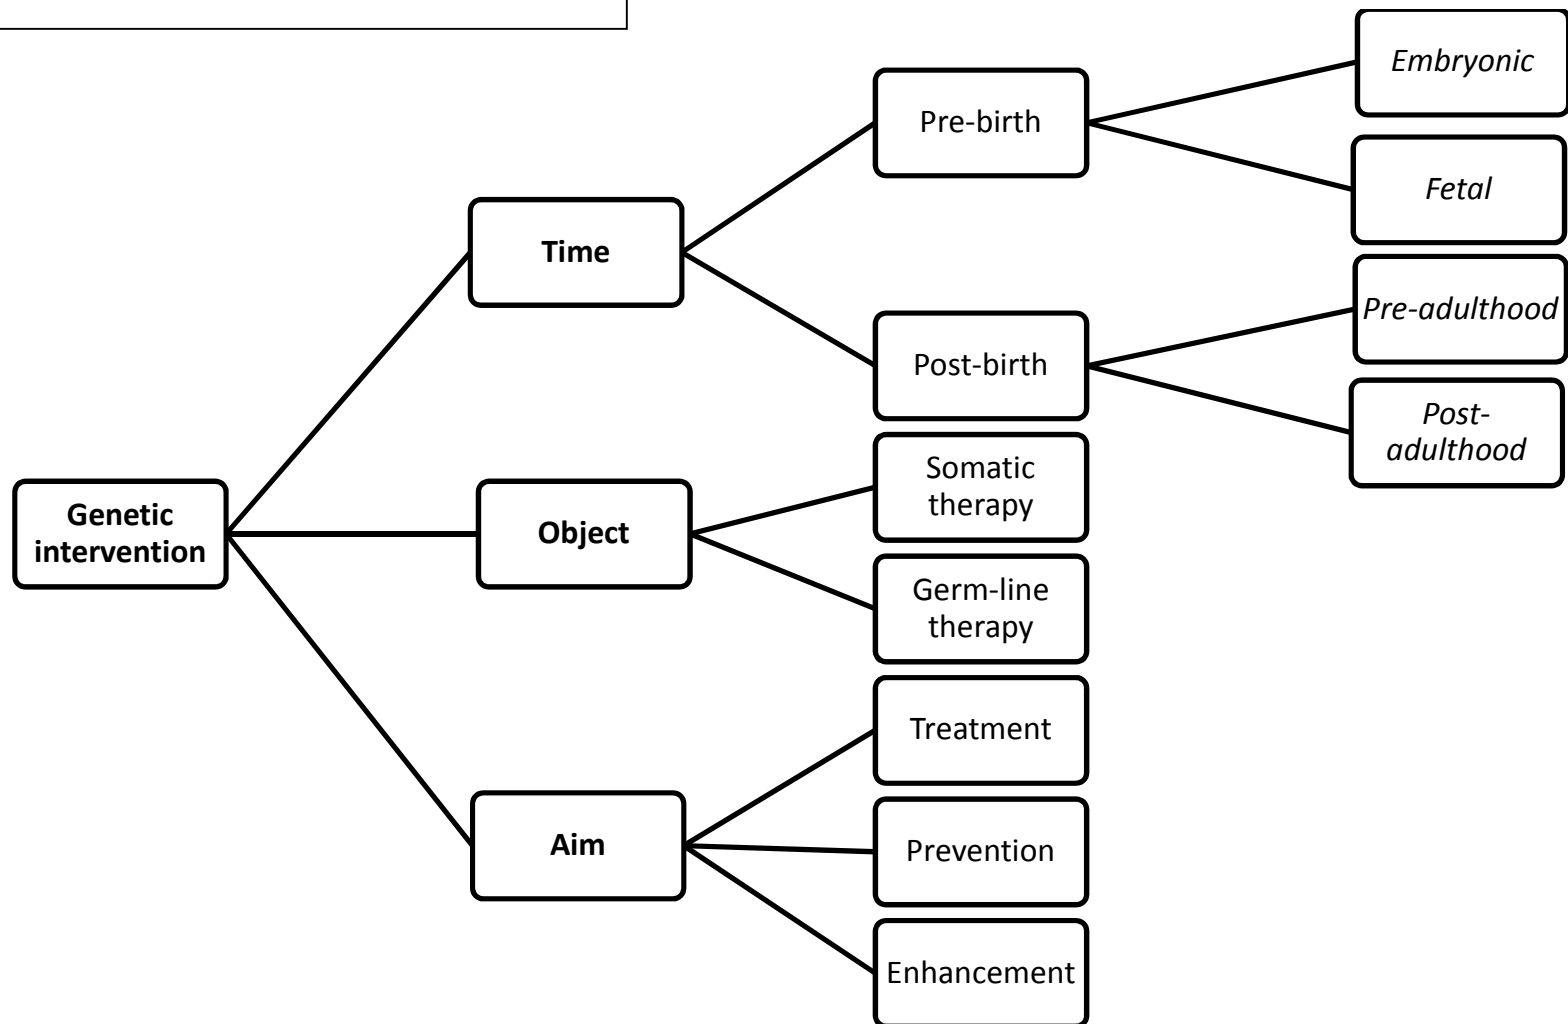 Embryonic
Pre-birth
Fetal
Time
Pre-adulthood
Post-birth
Post-
adulthood
Somatic
therapy
Genetic
intervention
Object
Germ-line
therapy
Treatment
Aim
Prevention
Enhancement